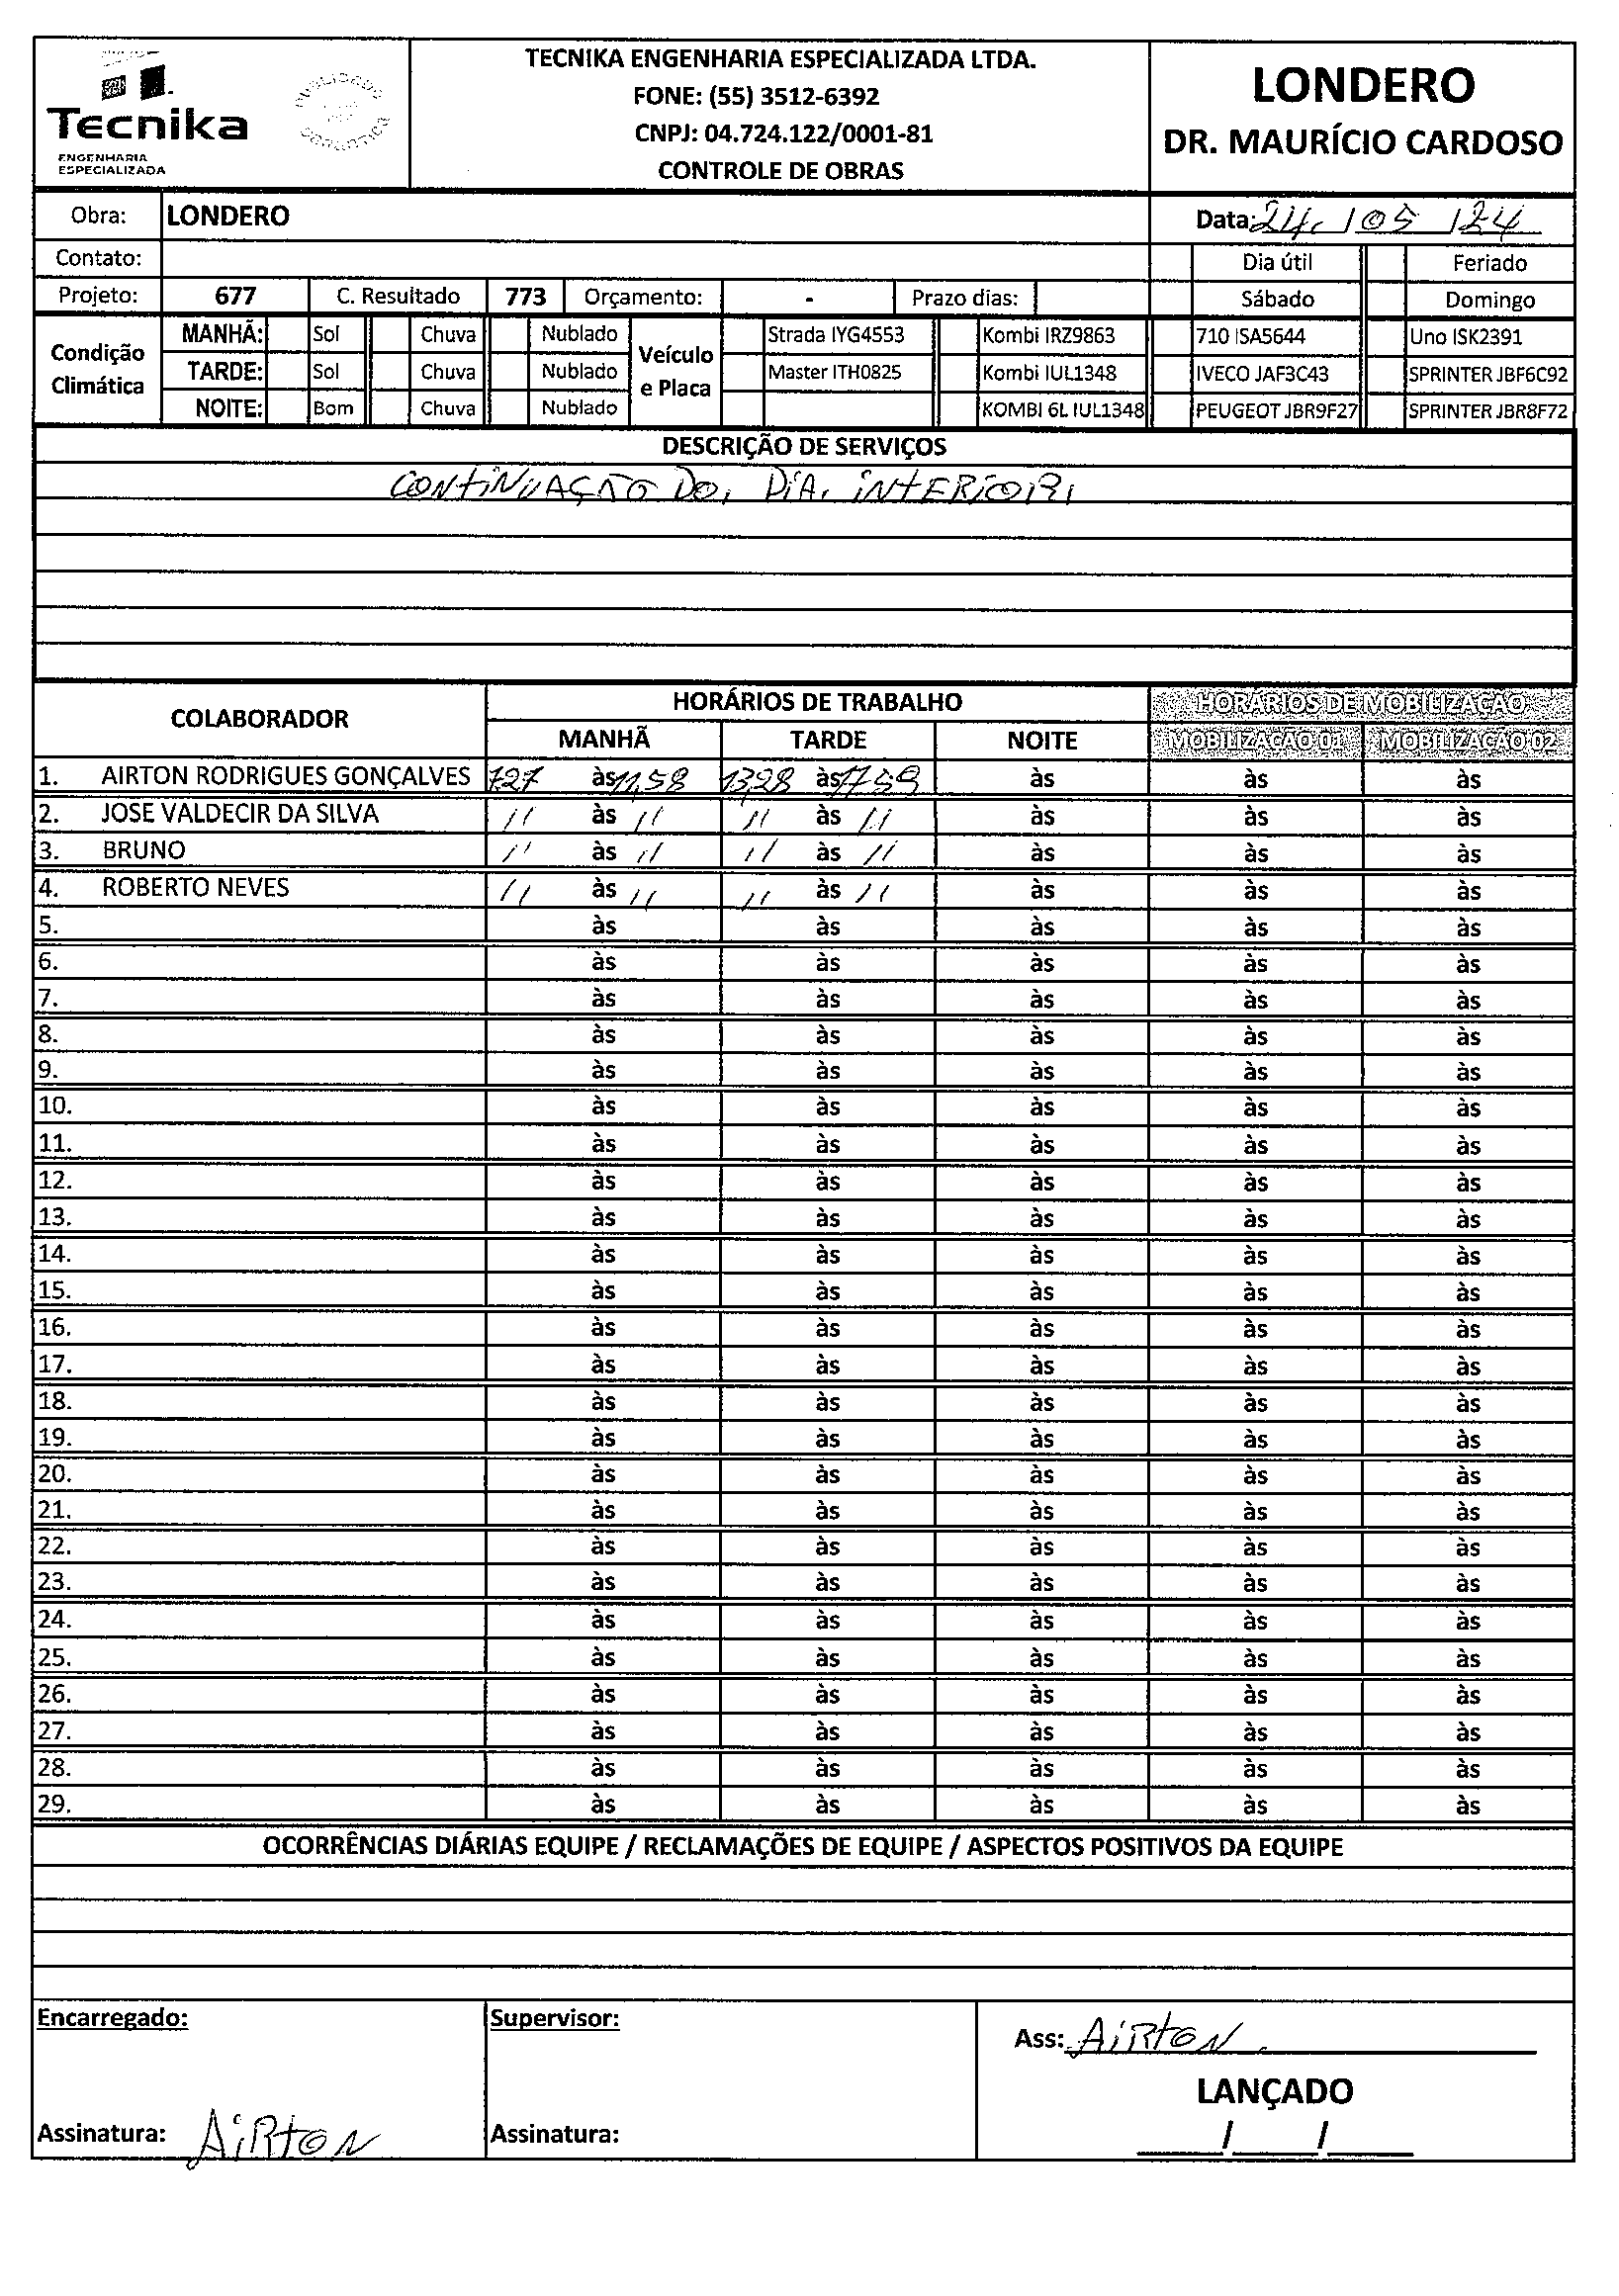 Tecnika
ENGENHARIA
ESPECIALIZADA
TECNIKA ENGENHARIA ESPECIALIZADA LTDA.
FONE: (55) 3512-6392
CNPJ: 04.724.122/0001-81
CONTROLE DE OBRAS
LONDERO
DR. MAURÍCIO CARDOSO
Obra: LONDERO Data: 24 / 05 / 24
Contato: Dia útil Feriado
Projeto: 677 C. Resultado 773 Orçamento: - Prazo dias: Sábado Domingo
Condição Climática
MANHÃ: Sol Chuva Nublado
TARDE: Sol Chuva Nublado
NOITE: Bom Chuva Nublado
Veículo e Placa
Strada IYG4553 Kombi IRZ9863 710 ISA5644 Uno ISK2391
Master ITH0825 Kombi IUL1348 IVECO JAF3C43 SPRINTER JBF6C92
KOMBI 6L IUL1348 PEUGEOT JBR9F27 SPRINTER JBR8F72
DESCRIÇÃO DE SERVIÇOS
CONTINUAÇÃO DO, DIA, INTERIOR,
COLABORADOR HORÁRIOS DE TRABALHO HORÁRIOS DE MOBILIZAÇÃO
MANHÃ TARDE NOITE MOBILIZAÇÃO 01 MOBILIZAÇÃO 02
1. AIRTON RODRIGUES GONÇALVES 727 às 11,58 13,28 às 1759 às às às
2. JOSE VALDECIR DA SILVA // às // // às // às às às
3. BRUNO // às // // às // às às às
4. ROBERTO NEVES // às // // às // às às às
5. às às às às às
6. às às às às às
7. às às às às às
8. às às às às às
9. às às às às às
10. às às às às às
11. às às às às às
12. às às às às às
13. às às às às às
14. às às às às às
15. às às às às às
16. às às às às às
17. às às às às às
18. às às às às às
19. às às às às às
20. às às às às às
21. às às às às às
22. às às às às às
23. às às às às às
24. às às às às às
25. às às às às às
26. às às às às às
27. às às às às às
28. às às às às às
29. às às às às às
OCORRÊNCIAS DIÁRIAS EQUIPE / RECLAMAÇÕES DE EQUIPE / ASPECTOS POSITIVOS DA EQUIPE
Encarregado: Supervisor: Ass: AIRTON
LANÇADO
Assinatura: AIRTON Assinatura: ____/____/____